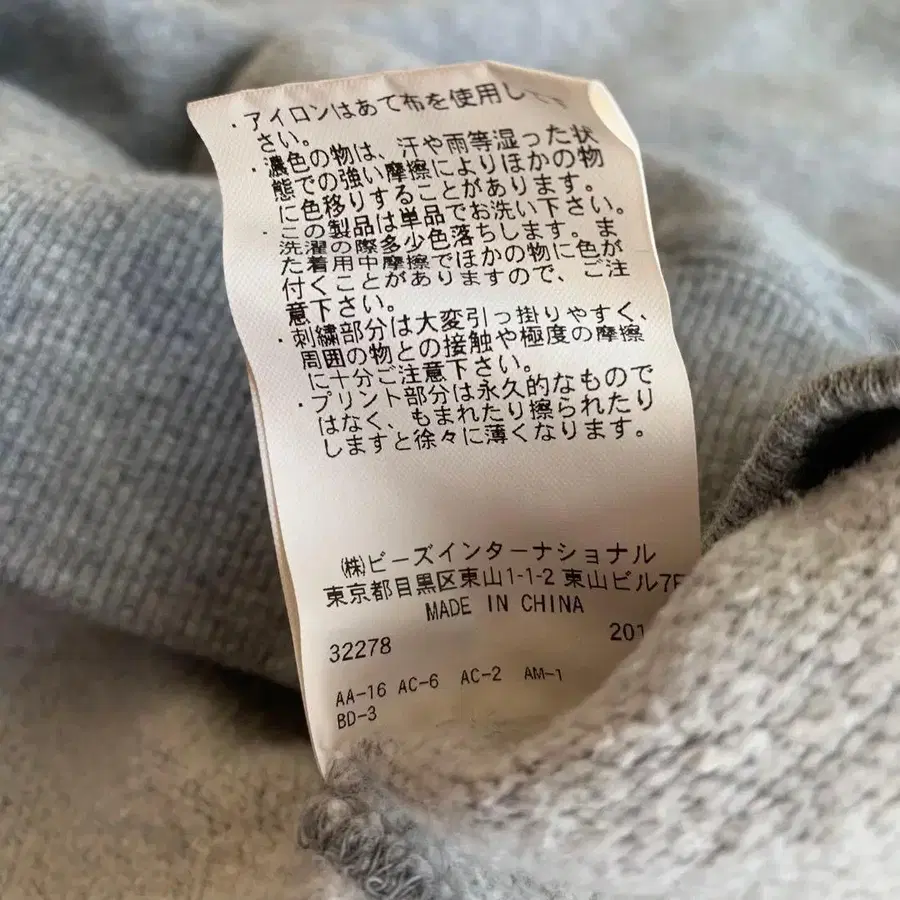 ・アイロンはあて布を使用して下
さい。
・濃色の物は、汗や雨等湿った状
態での強い摩擦によりほかの物
に色移りすることがあります。
・この製品は単品でお洗い下さい。
洗濯の際多少色落ちします。ま
た着用中摩擦でほかの物に色が
付くことがありますので、ご注
意下さい。
・刺繍部分は大変引っ掛りやすく、
周囲の物との接触や極度の摩擦
に十分ご注意下さい。
・プリント部分は永久的なもので
はなく、もまれたり擦られたり
しますと徐々に薄くなります。
㈱ビーズインターナショナル
東京都目黒区東山1-1-2 東山ビル7F
MADE IN CHINA
32278 201
AA-16 AC-6 AC-2 AM-1
BD-3